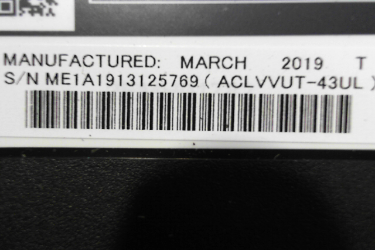 MANUFACTURED: MARCH 2019 T
S/N ME1A1913125769 ( ACLVVUT-43UL )